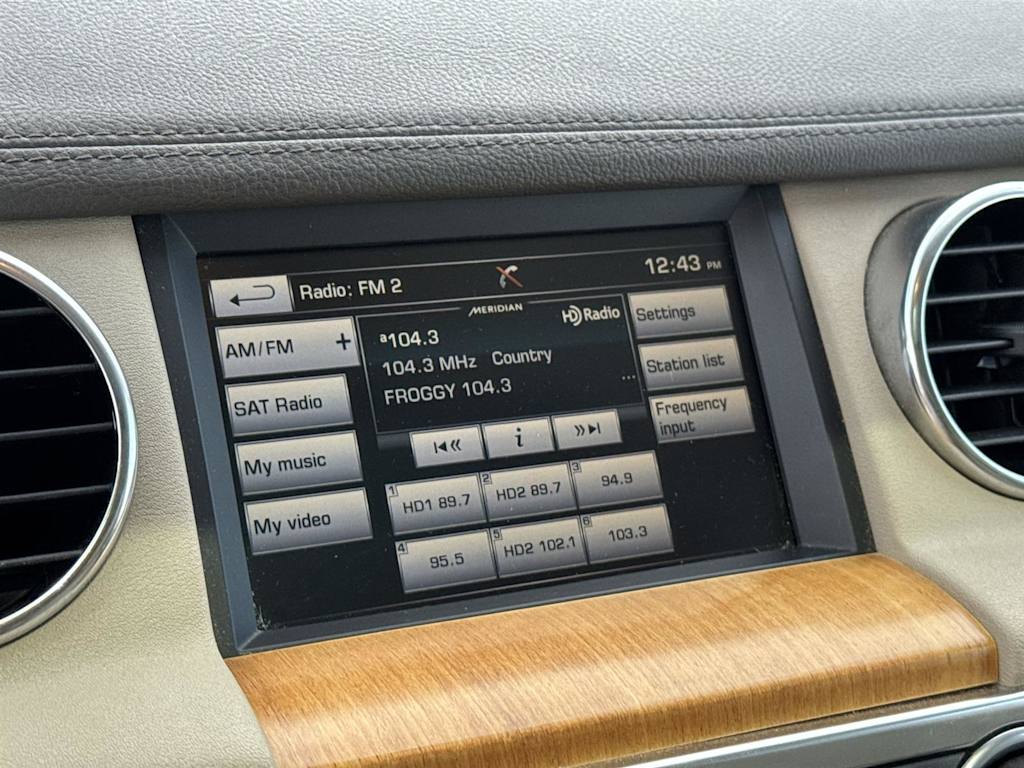 Radio: FM 2
12:43 PM
MERIDIAN
HD Radio
AM/FM +
ª104.3
Settings
104.3 MHz Country
SAT Radio
FROGGY 104.3 ...
Station list
Frequency
input
My music
i
My video
1 HD1 89.7
2 HD2 89.7
3 94.9
4 95.5
5 HD2 102.1
6 103.3